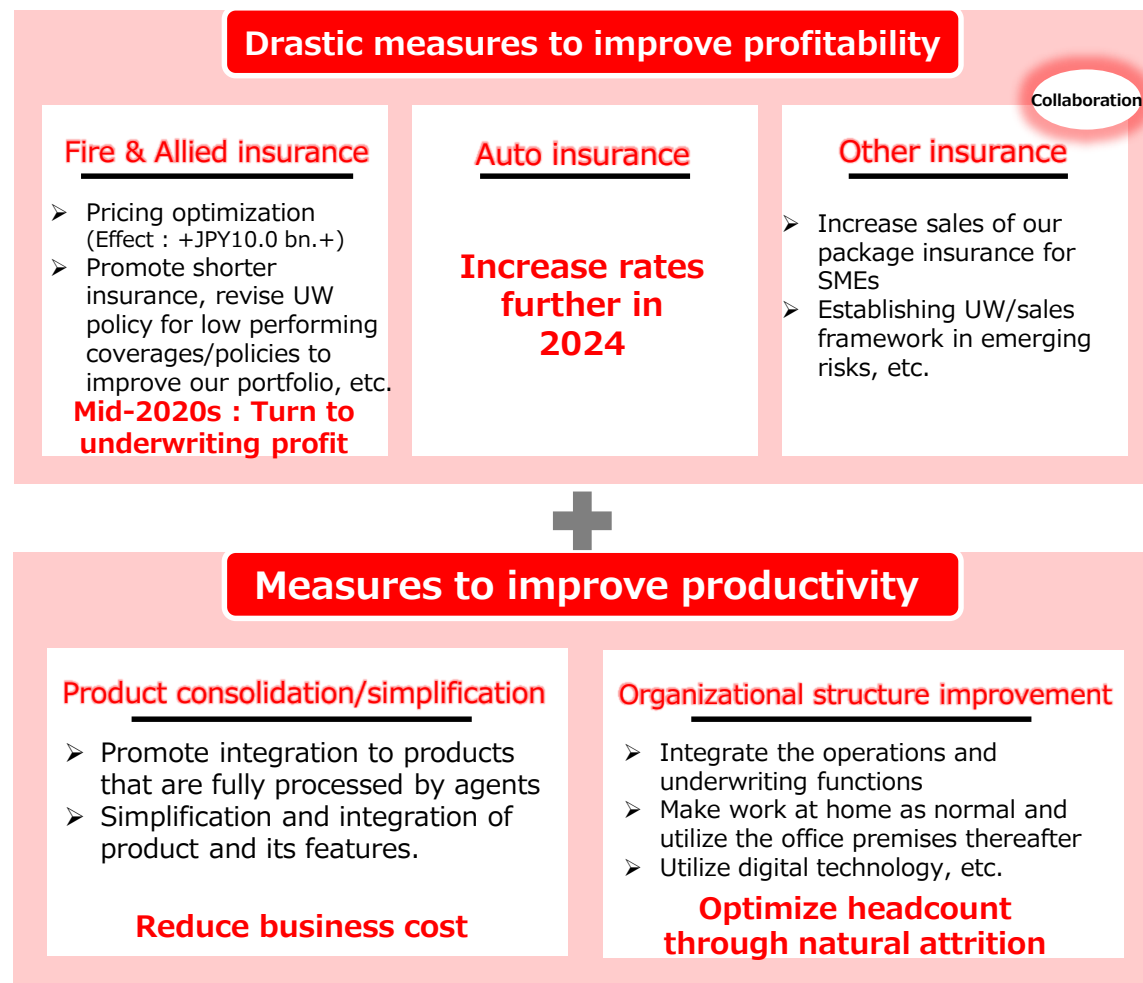 Drastic measures to improve profitability
Collaboration
Fire & Allied insurance
➢ Pricing optimization
(Effect : +JPY10.0 bn.+)
➢ Promote shorter
insurance, revise UW
policy for low performing
coverages/policies to
improve our portfolio, etc.
Mid-2020s : Turn to
underwriting profit
Auto insurance
Increase rates
further in
2024
Other insurance
➢ Increase sales of our
package insurance for
SMEs
➢ Establishing UW/sales
framework in emerging
risks, etc.
Measures to improve productivity
Product consolidation/simplification
➢ Promote integration to products
that are fully processed by agents
➢ Simplification and integration of
product and its features.
Reduce business cost
Organizational structure improvement
➢ Integrate the operations and
underwriting functions
➢ Make work at home as normal and
utilize the office premises thereafter
➢ Utilize digital technology, etc.
Optimize headcount
through natural attrition